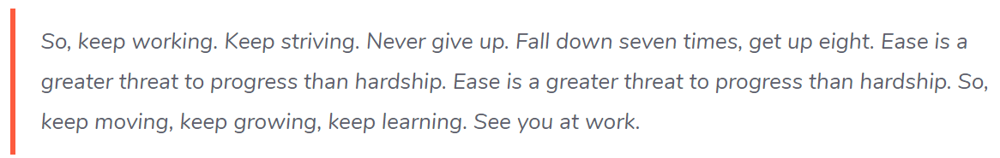 So, keep working. Keep striving. Never give up. Fall down seven times, get up eight. Ease is a
greater threat to progress than hardship. Ease is a greater threat to progress than hardship. So,
keep moving, keep growing, keep learning. See you at work.